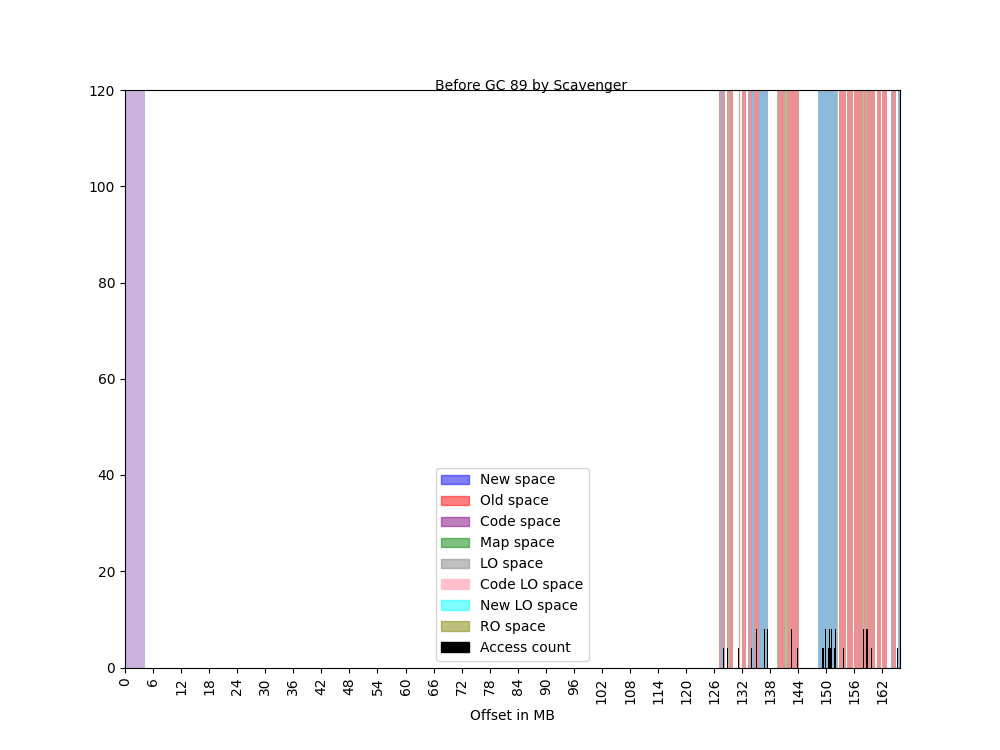 Before GC 89 by Scavenger
120
100
80
60
40
20
0
New space
Old space
Code space
Map space
LO space
Code LO space
New LO space
RO space
Access count
0 6 12 18 24 30 36 42 48 54 60 66 72 78 84 90 96 102 108 114 120 126 132 138 144 150 156 162
Offset in MB